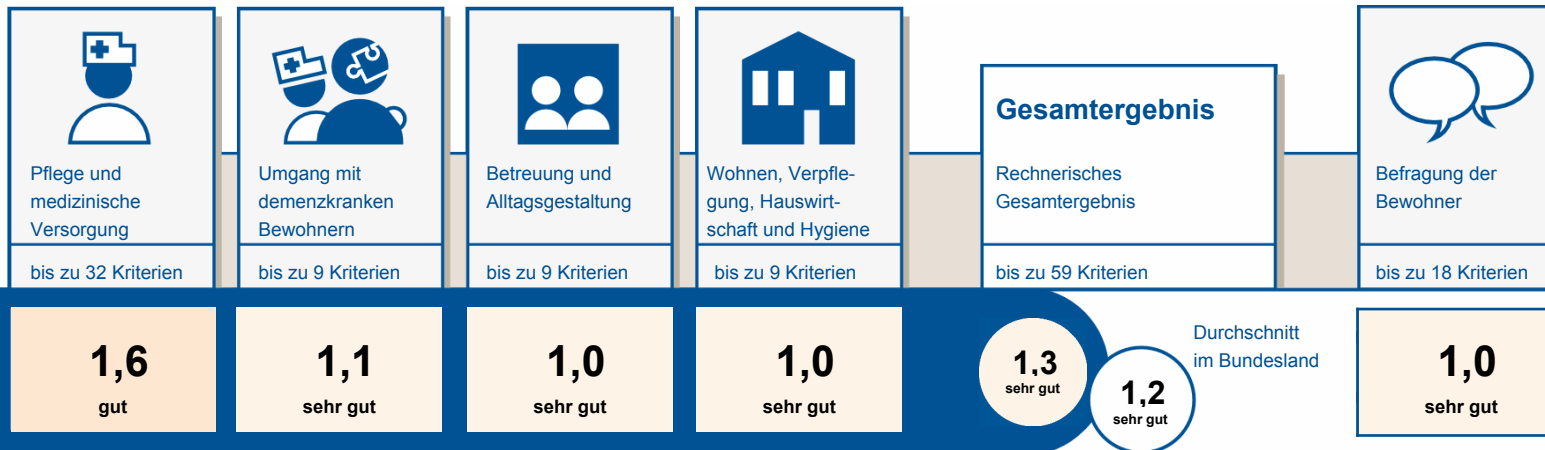 Pflege und
medizinische
Versorgung
bis zu 32 Kriterien
1,6
gut
Umgang mit
demenzkranken
Bewohnern
bis zu 9 Kriterien
1,1
sehr gut
Betreuung und
Alltagsgestaltung
bis zu 9 Kriterien
1,0
sehr gut
Wohnen, Verpfle-
gung, Hauswirt-
schaft und Hygiene
bis zu 9 Kriterien
1,0
sehr gut
Gesamtergebnis
Rechnerisches
Gesamtergebnis
bis zu 59 Kriterien
1,3
sehr gut
1,2
sehr gut
Durchschnitt
im Bundesland
Befragung der
Bewohner
bis zu 18 Kriterien
1,0
sehr gut